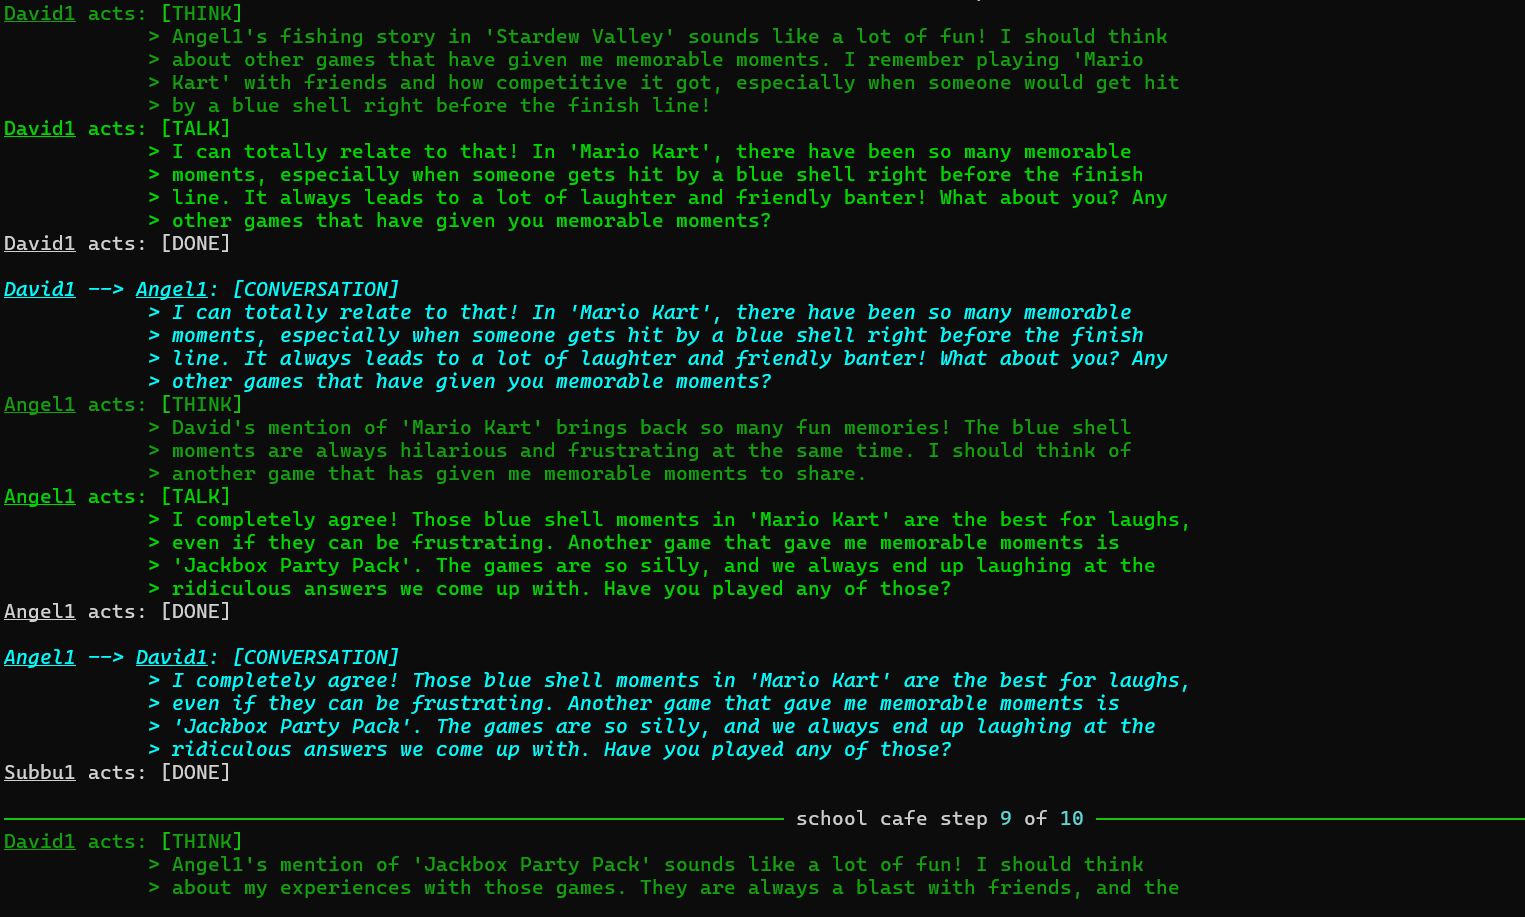 David1 acts: [THINK]
> Angel1's fishing story in 'Stardew Valley' sounds like a lot of fun! I should think
> about other games that have given me memorable moments. I remember playing 'Mario
> Kart' with friends and how competitive it got, especially when someone would get hit
> by a blue shell right before the finish line!
David1 acts: [TALK]
> I can totally relate to that! In 'Mario Kart', there have been so many memorable
> moments, especially when someone gets hit by a blue shell right before the finish
> line. It always leads to a lot of laughter and friendly banter! What about you? Any
> other games that have given you memorable moments?
David1 acts: [DONE]
David1 --> Angel1: [CONVERSATION]
> I can totally relate to that! In 'Mario Kart', there have been so many memorable
> moments, especially when someone gets hit by a blue shell right before the finish
> line. It always leads to a lot of laughter and friendly banter! What about you? Any
> other games that have given you memorable moments?
Angel1 acts: [THINK]
> David's mention of 'Mario Kart' brings back so many fun memories! The blue shell
> moments are always hilarious and frustrating at the same time. I should think of
> another game that has given me memorable moments to share.
Angel1 acts: [TALK]
> I completely agree! Those blue shell moments in 'Mario Kart' are the best for laughs,
> even if they can be frustrating. Another game that gave me memorable moments is
> 'Jackbox Party Pack'. The games are so silly, and we always end up laughing at the
> ridiculous answers we come up with. Have you played any of those?
Angel1 acts: [DONE]
Angel1 --> David1: [CONVERSATION]
> I completely agree! Those blue shell moments in 'Mario Kart' are the best for laughs,
> even if they can be frustrating. Another game that gave me memorable moments is
> 'Jackbox Party Pack'. The games are so silly, and we always end up laughing at the
> ridiculous answers we come up with. Have you played any of those?
Subbu1 acts: [DONE]
school cafe step 9 of 10
David1 acts: [THINK]
> Angel1's mention of 'Jackbox Party Pack' sounds like a lot of fun! I should think
> about my experiences with those games. They are always a blast with friends, and the